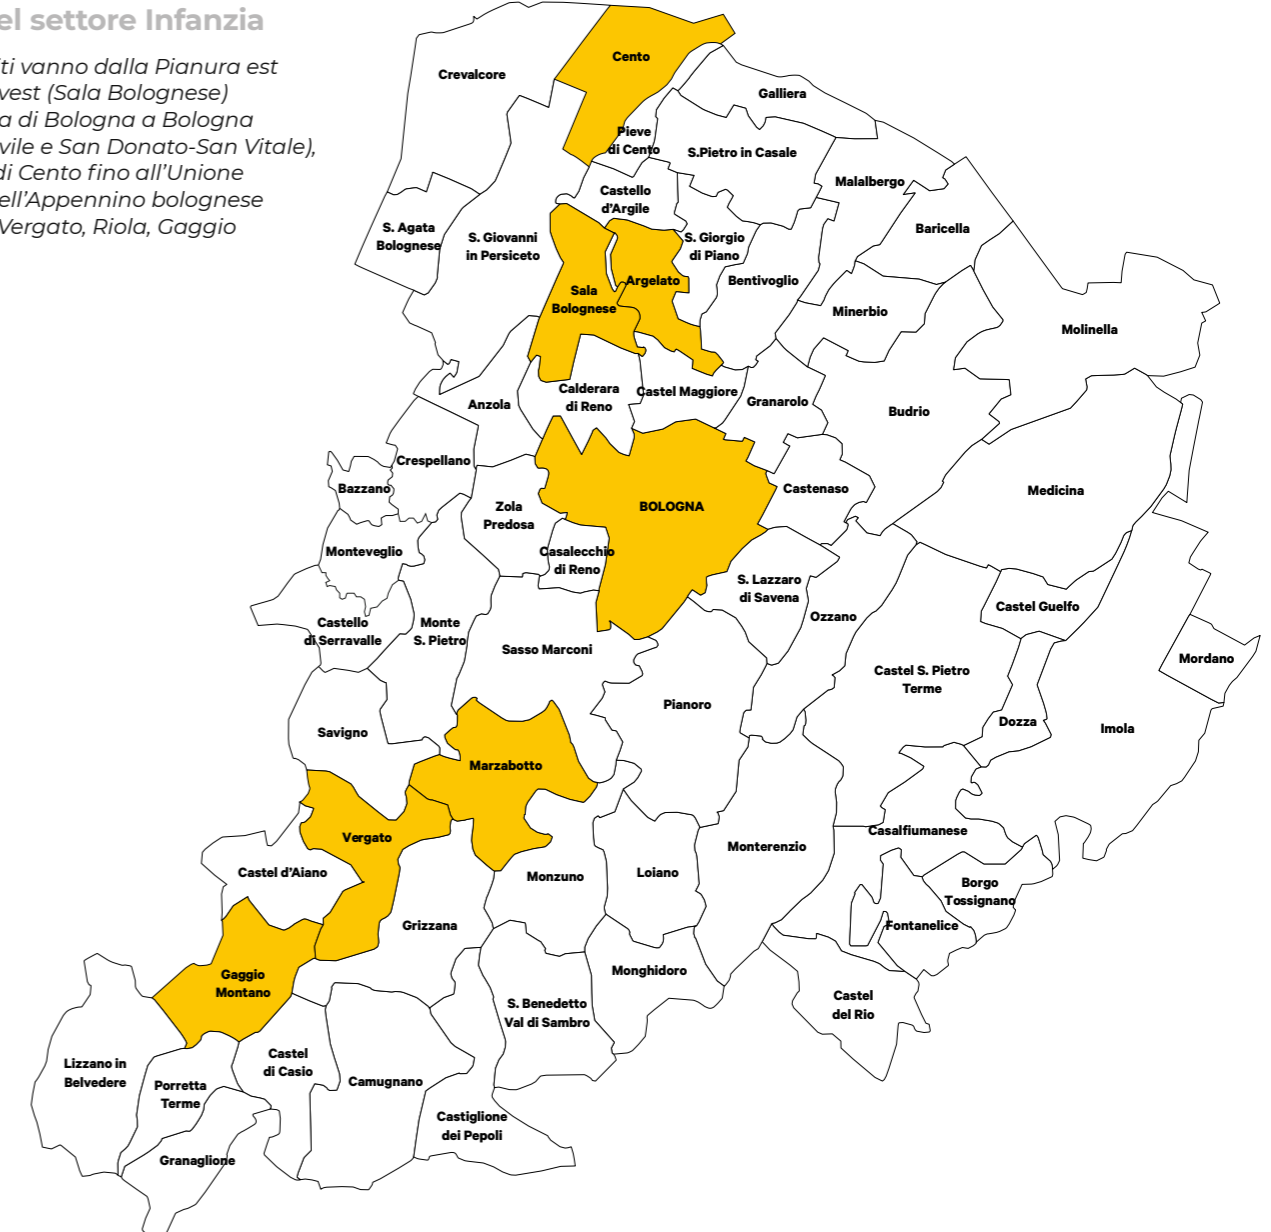 el settore Infanzia
ti vanno dalla Pianura est
vest (Sala Bolognese)
a di Bologna a Bologna
vile e San Donato-San Vitale),
di Cento fino all’Unione
ell’Appennino bolognese
Vergato, Riola, Gaggio
Cento
Crevalcore
Galliera
Pieve
di Cento
S.Pietro in Casale
Malalbergo
Castello
d’Argile
S. Agata
Bolognese
S. Giovanni
in Persiceto
S. Giorgio
di Piano
Baricella
Argelato
Bentivoglio
Sala
Bolognese
Minerbio
Molinella
Calderara
di Reno
Castel Maggiore
Granarolo
Anzola
Budrio
Crespellano
Bazzano
Castenaso
Medicina
Zola
Predosa
BOLOGNA
Monteveglio
Casalecchio
di Reno
S. Lazzaro
di Savena
Castel Guelfo
Ozzano
Castello
di Serravalle
Monte
S. Pietro
Sasso Marconi
Mordano
Castel S. Pietro
Terme
Pianoro
Dozza
Imola
Savigno
Marzabotto
Vergato
Casalfiumanese
Monterenzio
Castel d’Aiano
Monzuno
Loiano
Borgo
Tossignano
Grizzana
Fontanelice
Gaggio
Montano
Monghidoro
Castel
del Rio
S. Benedetto
Val di Sambro
Lizzano in
Belvedere
Castel
di Casio
Porretta
Terme
Camugnano
Castiglione
dei Pepoli
Granaglione